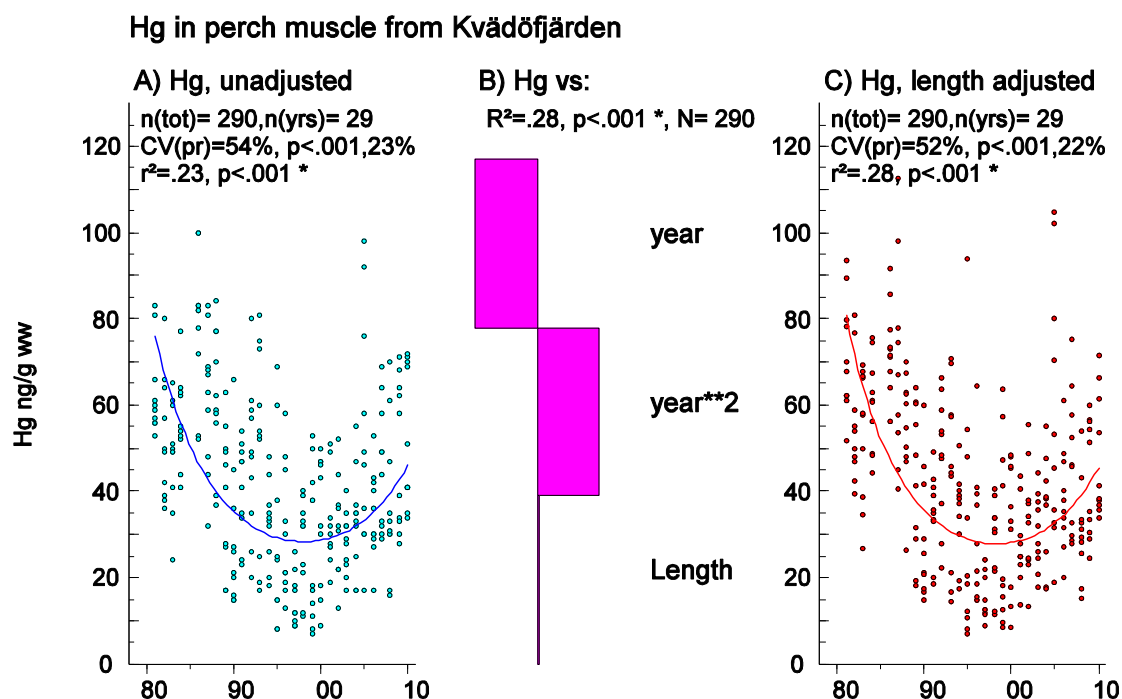 Hg in perch muscle from Kvädöfjärden
A) Hg, unadjusted
n(tot)= 290,n(yrs)= 29
CV(pr)=54%, p<.001,23%
r²=.23, p<.001 *
Hg ng/g ww
120
100
80
60
40
20
0
80 90 00 10
B) Hg vs:
R²=.28, p<.001 *, N= 290
year
year**2
Length
C) Hg, length adjusted
n(tot)= 290,n(yrs)= 29
CV(pr)=52%, p<.001,22%
r²=.28, p<.001 *
120
100
80
60
40
20
0
80 90 00 10